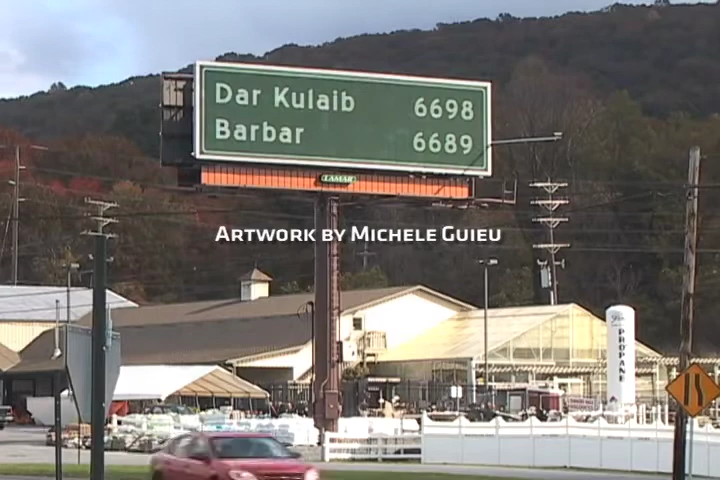 Dar Kulaib 6698
Barbar 6689
LAMAR
ARTWORK BY MICHELE GUIEU
PROPANE